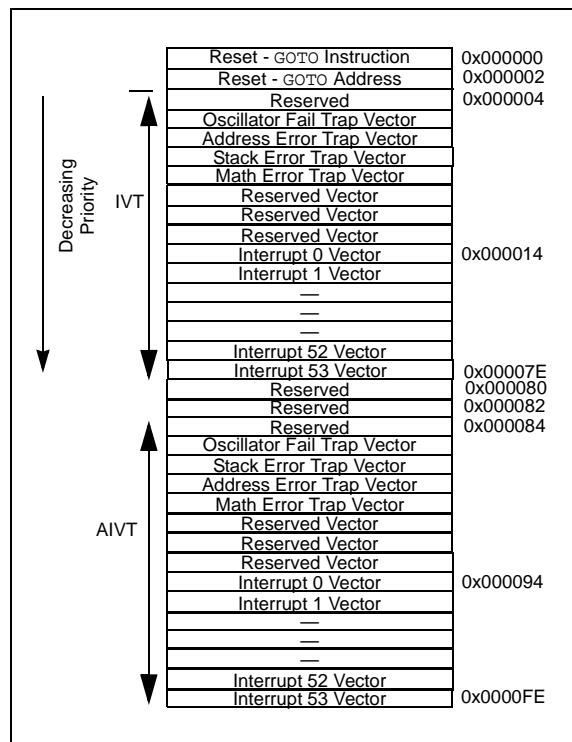 Reset - GOTO Instruction 0x000000
Reset - GOTO Address 0x000002
Reserved 0x000004
Oscillator Fail Trap Vector
Address Error Trap Vector
Stack Error Trap Vector
Math Error Trap Vector
Reserved Vector
Reserved Vector
Reserved Vector
Interrupt 0 Vector 0x000014
Interrupt 1 Vector
—
—
—
Interrupt 52 Vector
Interrupt 53 Vector 0x00007E
Reserved 0x000080
Reserved 0x000082
Reserved 0x000084
Oscillator Fail Trap Vector
Stack Error Trap Vector
Address Error Trap Vector
Math Error Trap Vector
Reserved Vector
Reserved Vector
Reserved Vector
Interrupt 0 Vector 0x000094
Interrupt 1 Vector
—
—
—
Interrupt 52 Vector
Interrupt 53 Vector 0x0000FE
Decreasing
Priority
IVT
AIVT